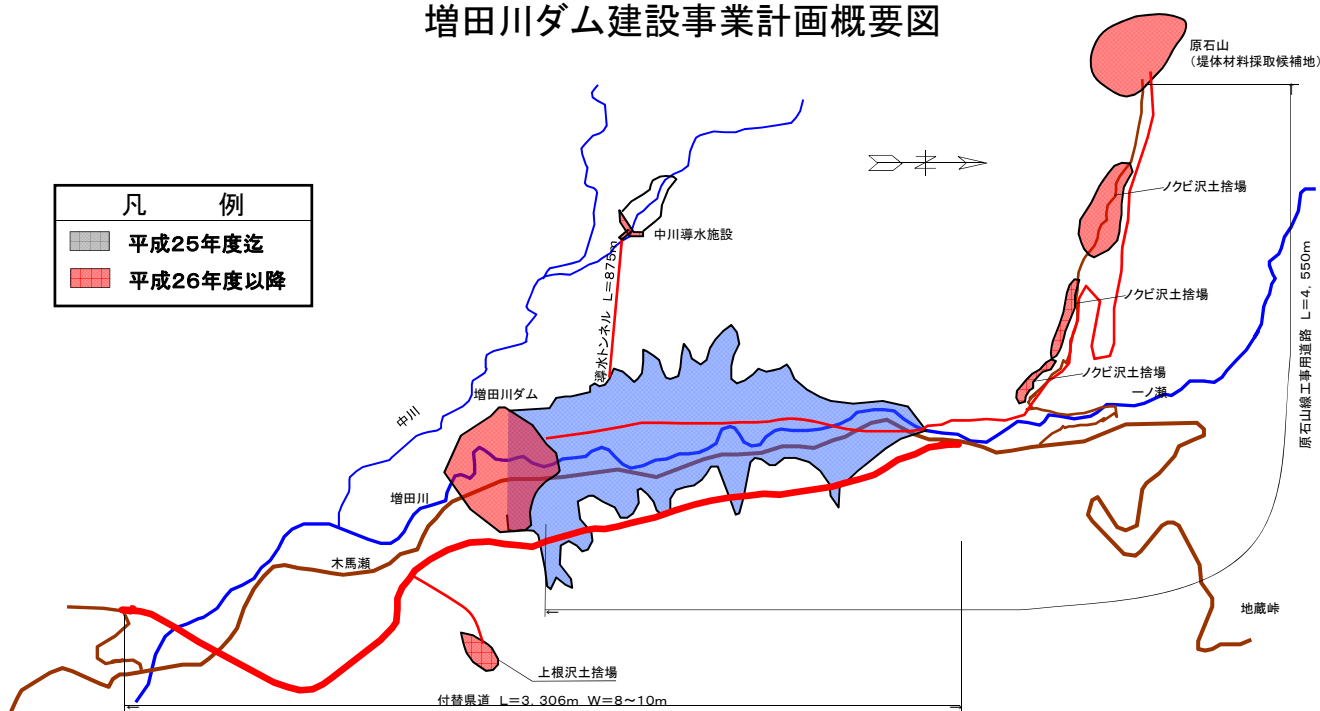 増田川ダム建設事業計画概要図
原石山
(堤体材料採取候補地)
凡　例
平成25年度迄
平成26年度以降
ノクビ沢土捨場
中川導水施設
導水トンネル L=875m
ノクビ沢土捨場
原石山線工事用道路 L=4,550m
ノクビ沢土捨場
一ノ瀬
増田川ダム
中川
増田川
木馬瀬
地蔵峠
上根沢土捨場
付替県道 L=3,306m W=8～10m